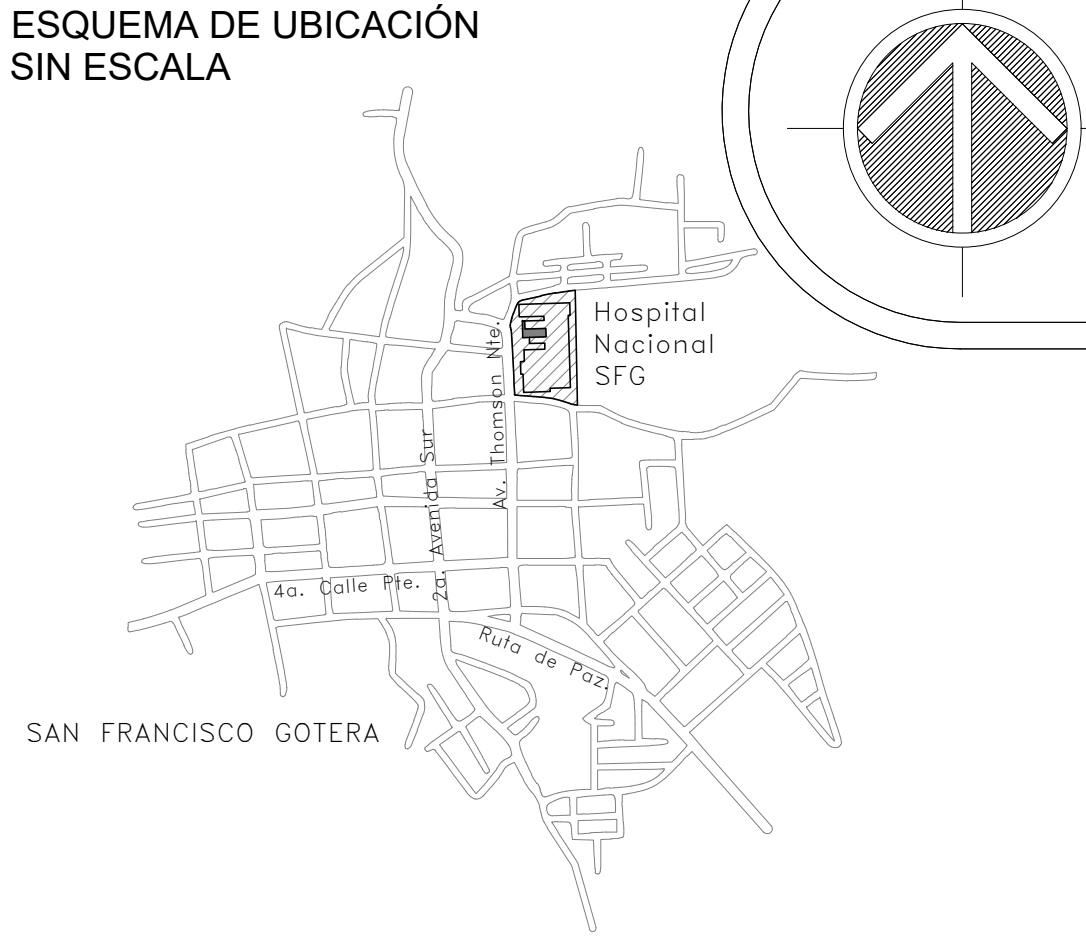 ESQUEMA DE UBICACIÓN
SIN ESCALA
Hospital
Nacional
SFG
Av. Thomson Nte.
2a. Avenida Sur
4a. Calle Pte.
Ruta de Paz.
SAN FRANCISCO GOTERA